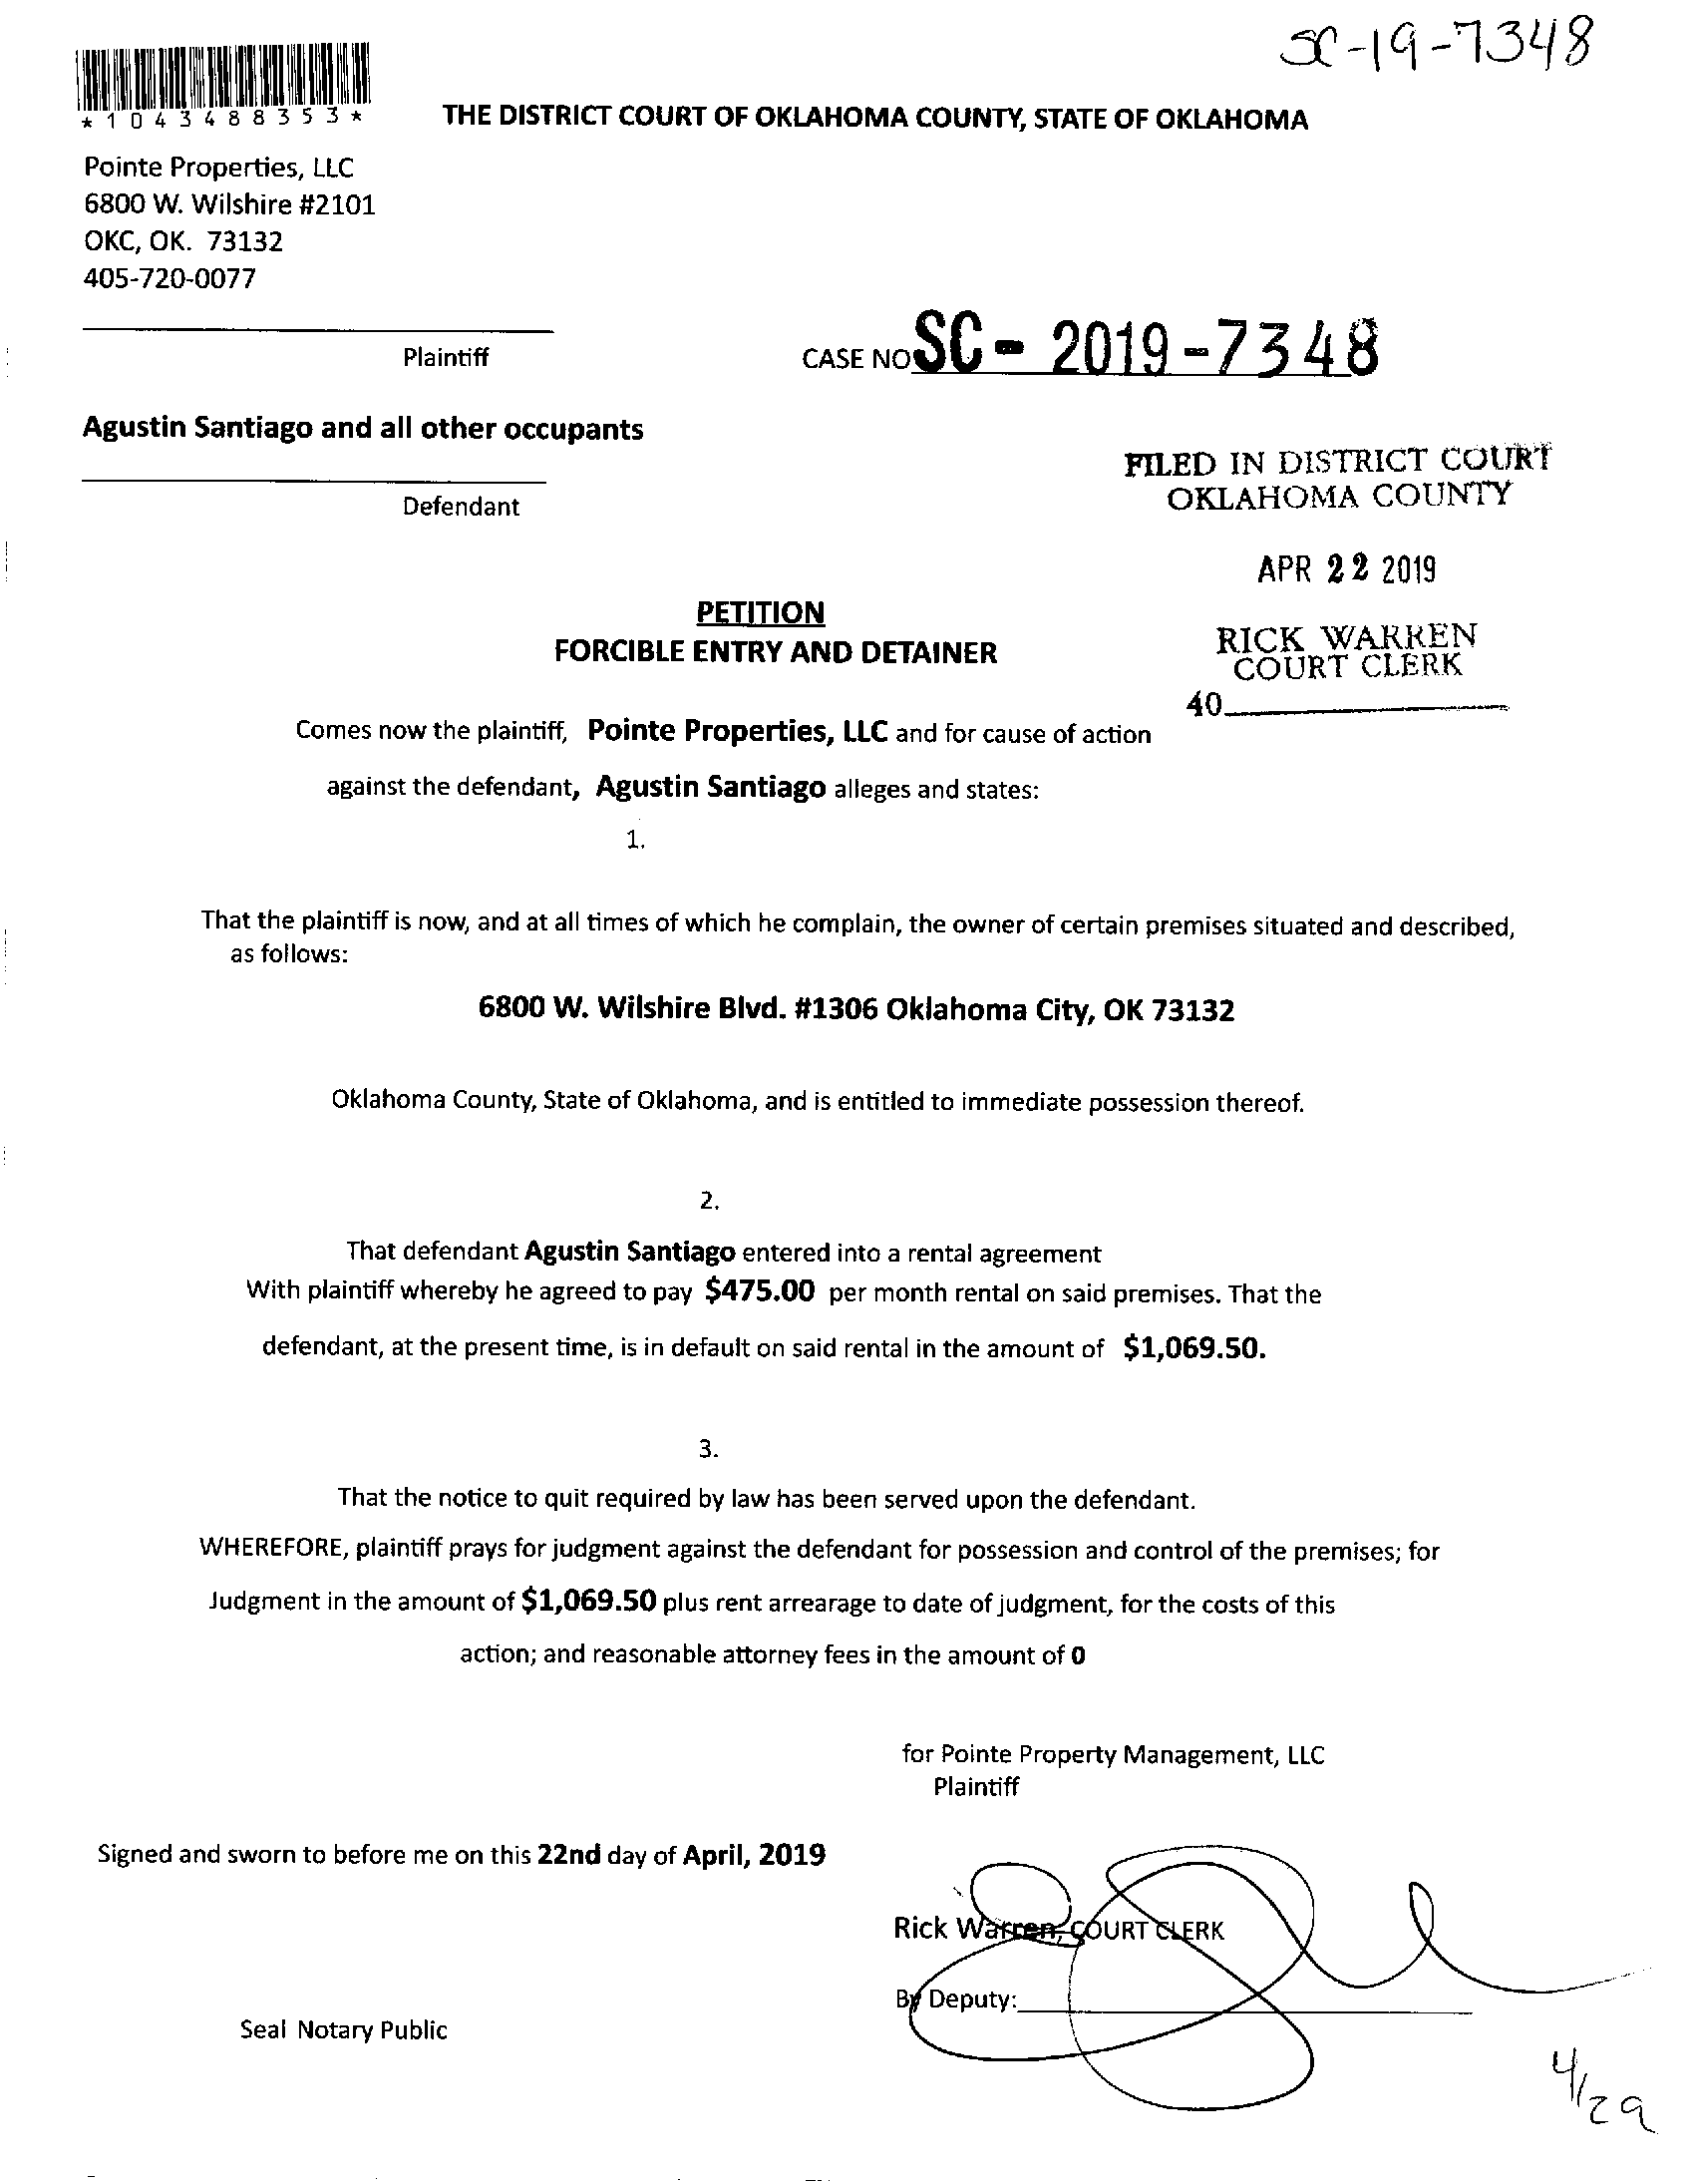 SC-19-7348
*1043488353*
THE DISTRICT COURT OF OKLAHOMA COUNTY, STATE OF OKLAHOMA
Pointe Properties, LLC
6800 W. Wilshire #2101
OKC, OK. 73132
405-720-0077
Plaintiff
CASE NO SC - 2019 - 7348
Agustin Santiago and all other occupants
Defendant
FILED IN DISTRICT COURT
OKLAHOMA COUNTY
APR 22 2019
PETITION
FORCIBLE ENTRY AND DETAINER
RICK WARREN
COURT CLERK
40
Comes now the plaintiff, Pointe Properties, LLC and for cause of action
against the defendant, Agustin Santiago alleges and states:
1.
That the plaintiff is now, and at all times of which he complain, the owner of certain premises situated and described,
as follows:
6800 W. Wilshire Blvd. #1306 Oklahoma City, OK 73132
Oklahoma County, State of Oklahoma, and is entitled to immediate possession thereof.
2.
That defendant Agustin Santiago entered into a rental agreement
With plaintiff whereby he agreed to pay $475.00 per month rental on said premises. That the
defendant, at the present time, is in default on said rental in the amount of $1,069.50.
3.
That the notice to quit required by law has been served upon the defendant.
WHEREFORE, plaintiff prays for judgment against the defendant for possession and control of the premises; for
Judgment in the amount of $1,069.50 plus rent arrearage to date of judgment, for the costs of this
action; and reasonable attorney fees in the amount of 0
for Pointe Property Management, LLC
Plaintiff
Signed and sworn to before me on this 22nd day of April, 2019
Rick Warren, COURT CLERK
By Deputy:
Seal Notary Public
4/29